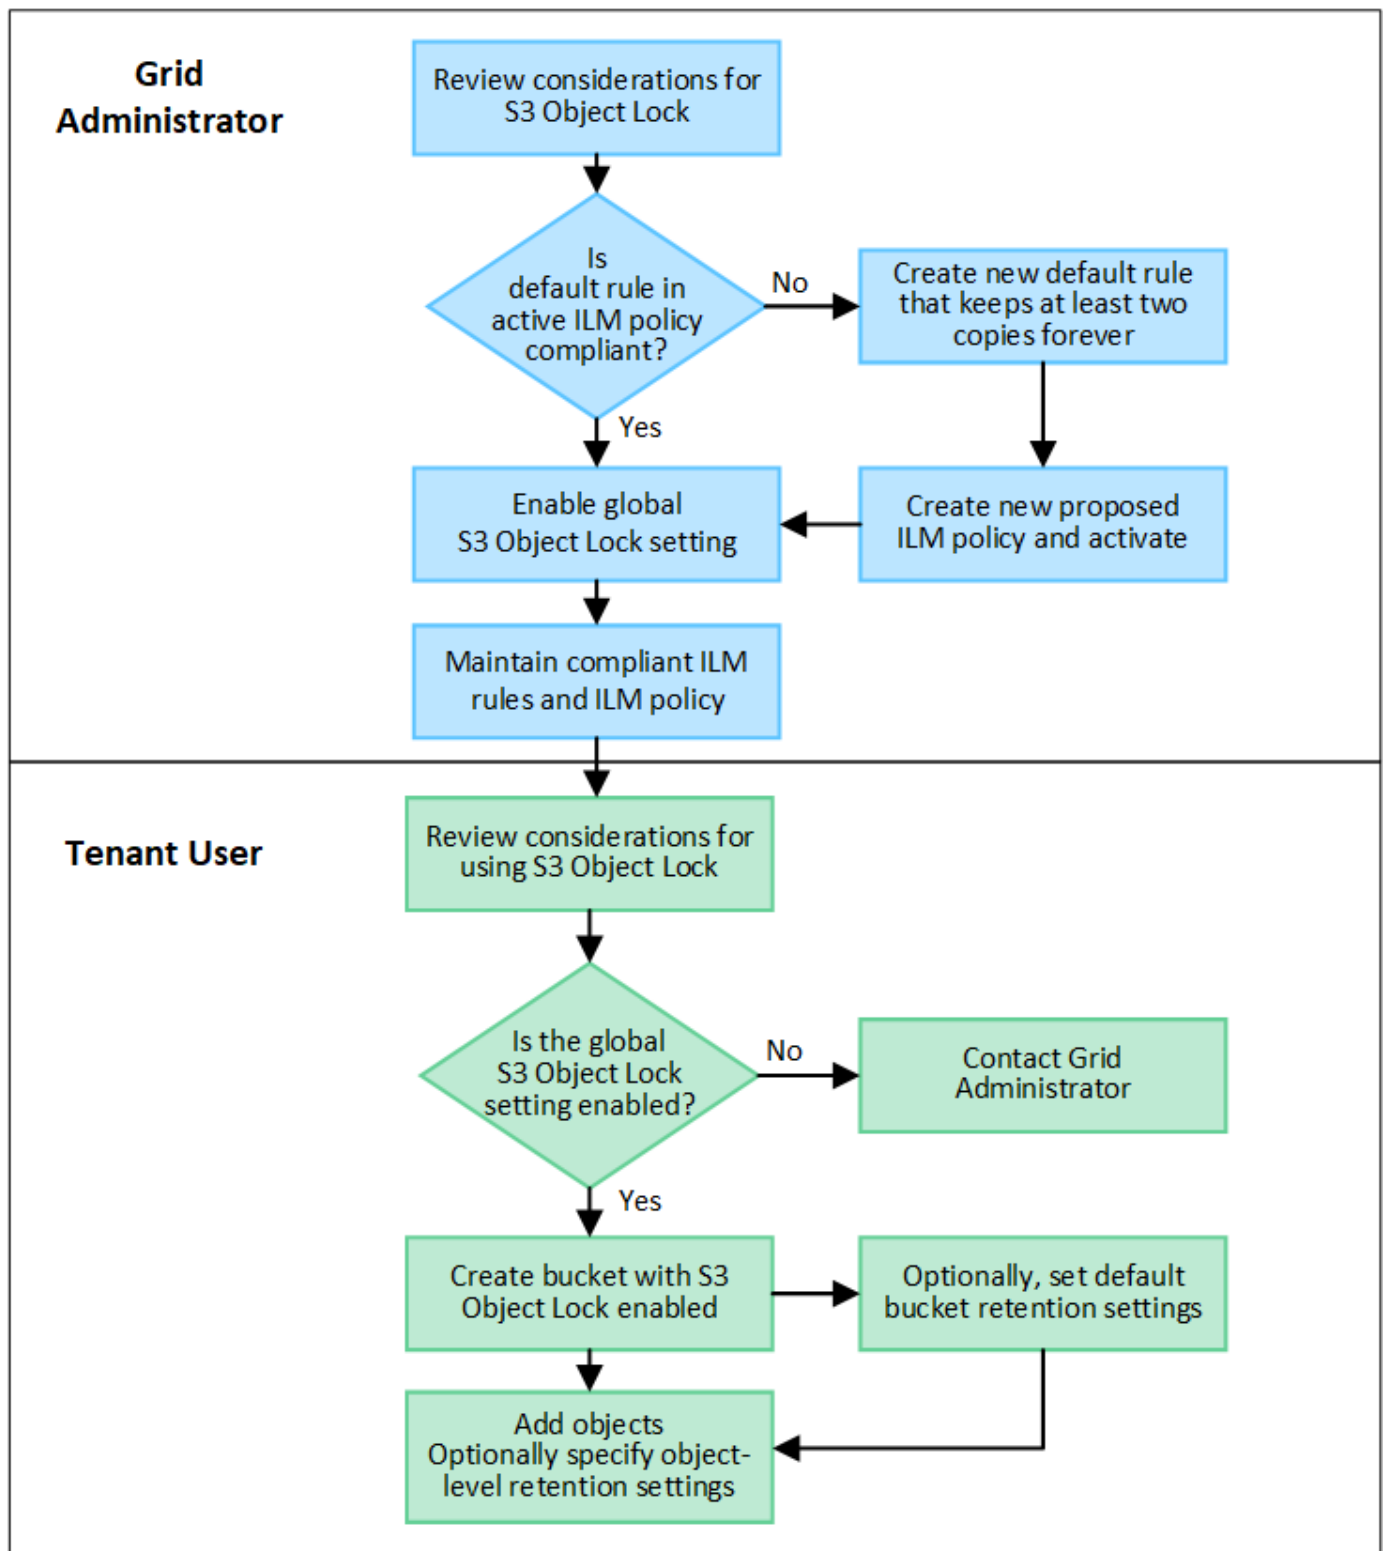 Grid
Administrator
Review considerations for
S3 Object Lock
Is
default rule in
active ILM policy
compliant?
No
Create new default rule
that keeps at least two
copies forever
Yes
Enable global
S3 Object Lock setting
Create new proposed
ILM policy and activate
Maintain compliant ILM
rules and ILM policy
Tenant User
Review considerations for
using S3 Object Lock
Is the global
S3 Object Lock
setting enabled?
No
Contact Grid
Administrator
Yes
Create bucket with S3
Object Lock enabled
Optionally, set default
bucket retention settings
Add objects
Optionally specify object-
level retention settings